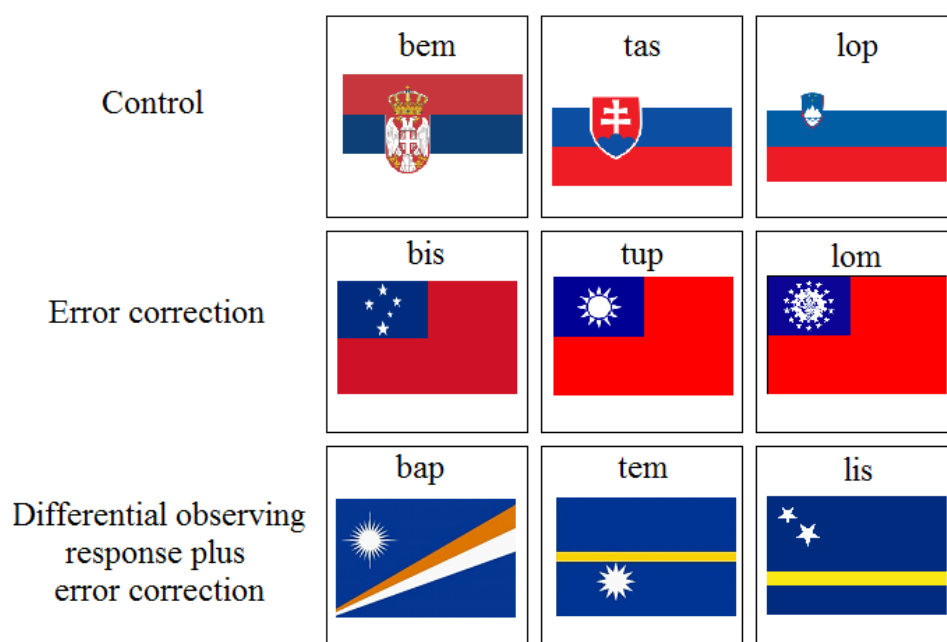 bem
tas
lop
Control
bis
tup
lom
Error correction
bap
tem
lis
Differential observing
response plus
error correction